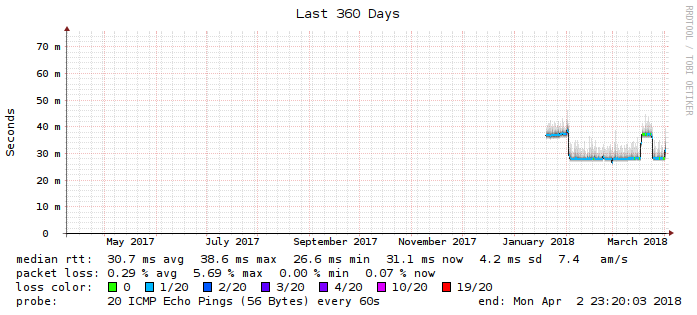 Last 360 Days
RRDTOOL / TOBI OETIKER
Seconds
70 m
60 m
50 m
40 m
30 m
20 m
10 m
0
May 2017 July 2017 September 2017 November 2017 January 2018 March 2018
median rtt: 30.7 ms avg 38.6 ms max 26.6 ms min 31.1 ms now 4.2 ms sd 7.4 am/s
packet loss: 0.29 % avg 5.69 % max 0.00 % min 0.07 % now
loss color: 0 1/20 2/20 3/20 4/20 10/20 19/20
probe: 20 ICMP Echo Pings (56 Bytes) every 60s end: Mon Apr 2 23:20:03 2018